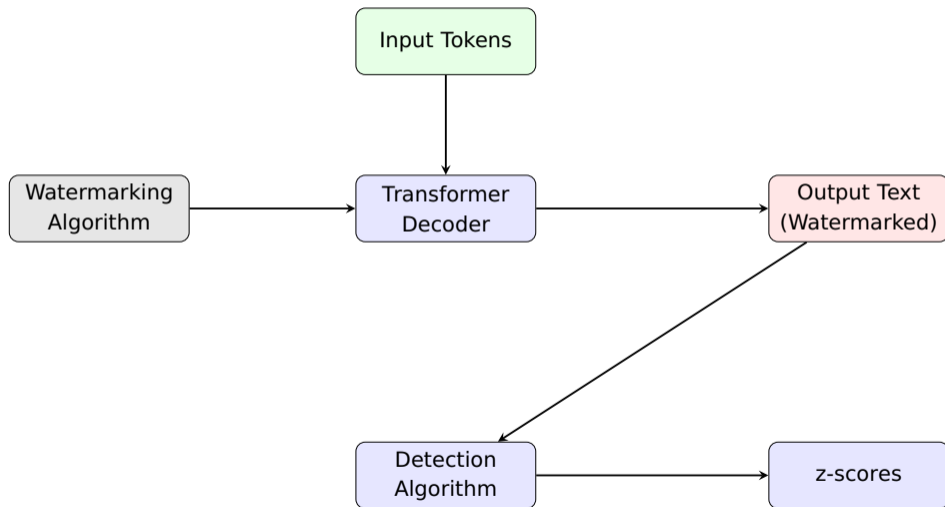 Input Tokens
Watermarking
Algorithm
Transformer
Decoder
Output Text
(Watermarked)
Detection
Algorithm
z-scores